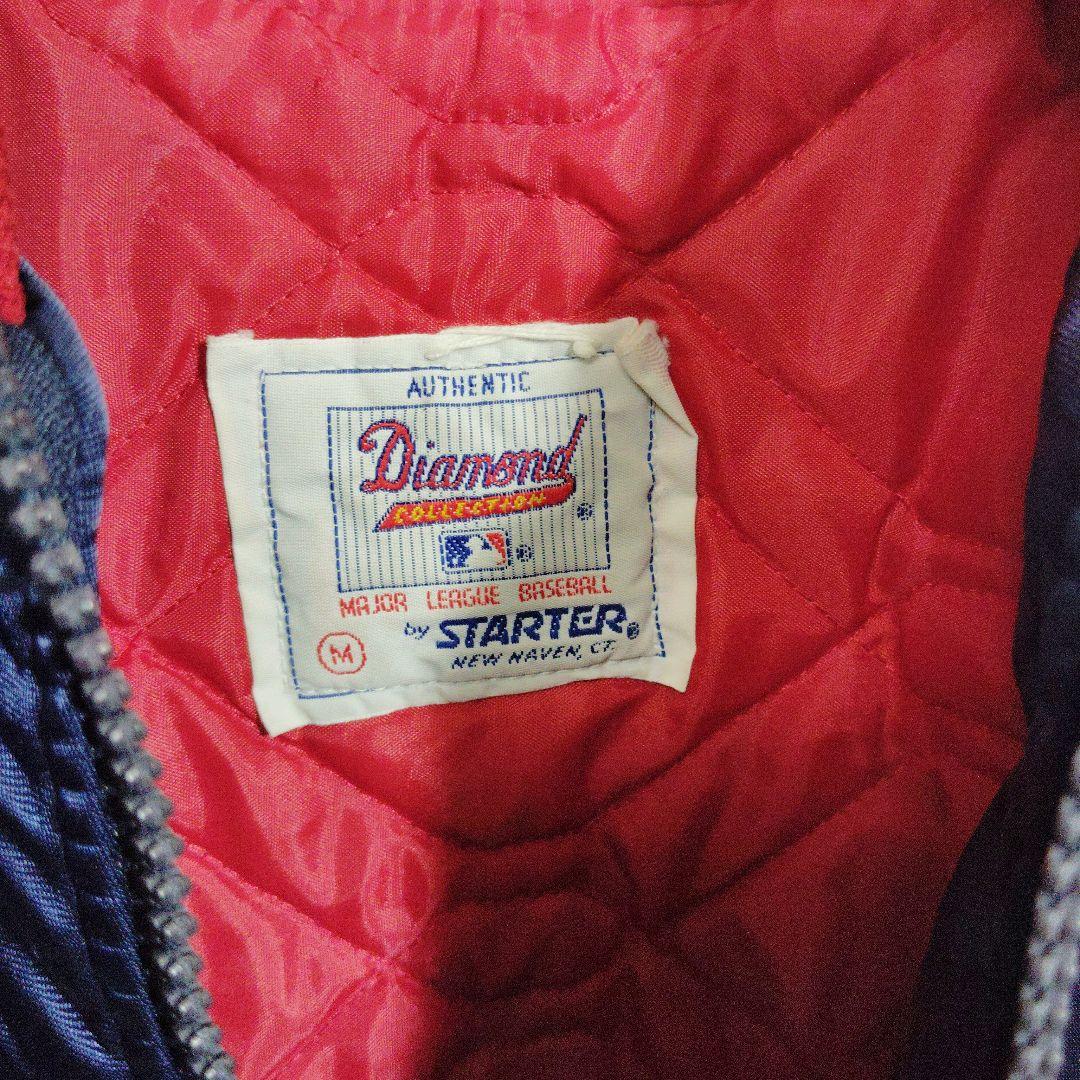 AUTHENTIC
Diamond
COLLECTION ®
®
MAJOR LEAGUE BASEBALL
by STARTER®
M
NEW HAVEN, CT.